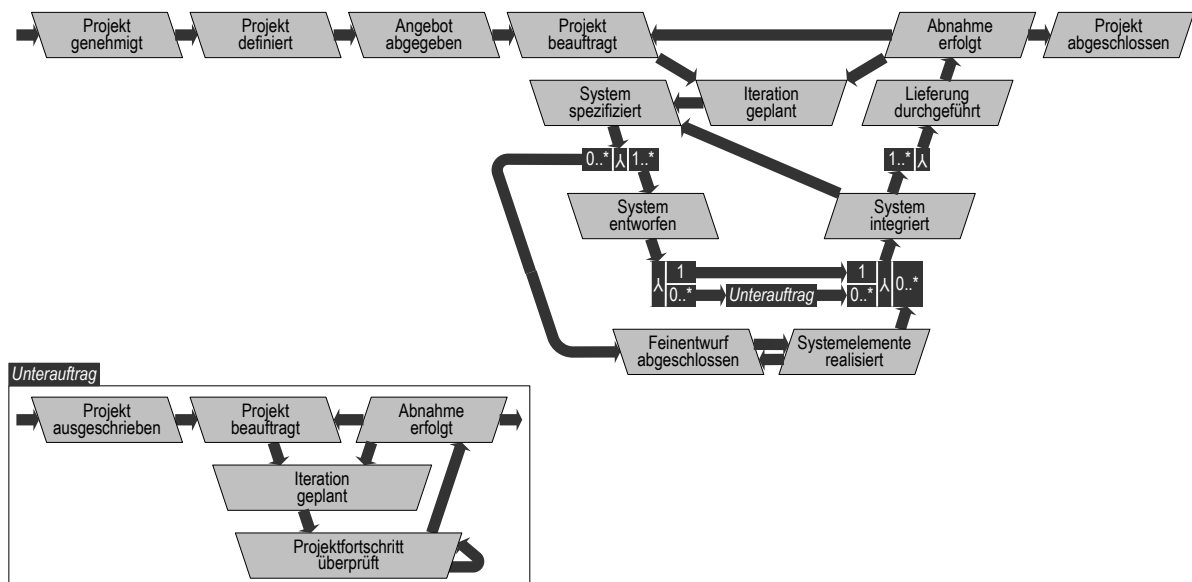 Projekt
genehmigt
Projekt
definiert
Angebot
abgegeben
Projekt
beauftragt
Abnahme
erfolgt
Projekt
abgeschlossen
System
spezifiziert
Iteration
geplant
Lieferung
durchgeführt
0..*
1..*
1..*
System
entworfen
System
integriert
1
0..*
Unterauftrag
1
0..*
0..*
Feinentwurf
abgeschlossen
Systemelemente
realisiert
Unterauftrag
Projekt
ausgeschrieben
Projekt
beauftragt
Abnahme
erfolgt
Iteration
geplant
Projektfortschritt
überprüft